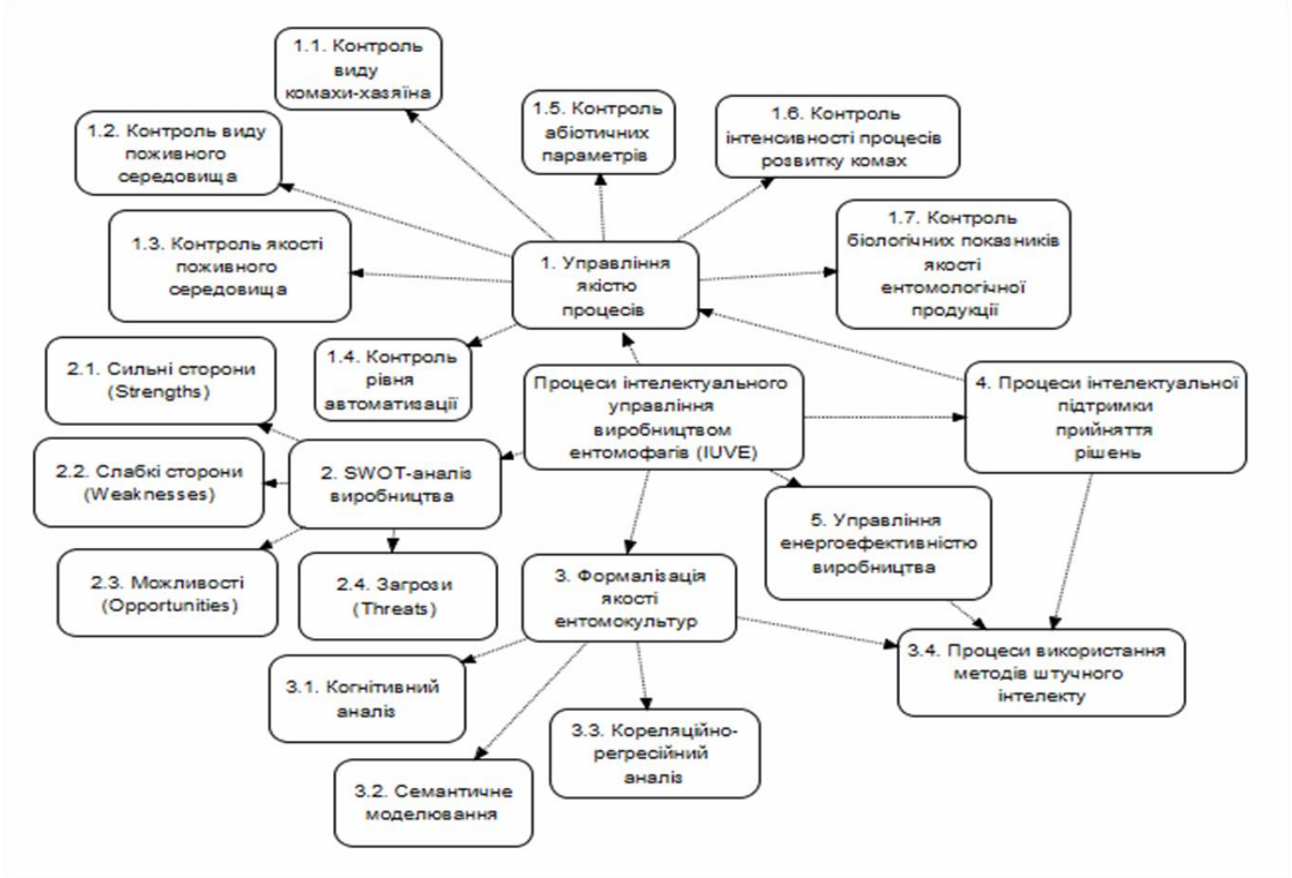 1.1. Контроль
виду
комахи-хазяїна
1.5. Контроль
абіотичних
параметрів
1.6. Контроль
інтенсивності процесів
розвитку комах
1.2. Контроль виду
поживного
середовища
1.7. Контроль
біологічних показників
якості
ентомологічної
продукції
1.3. Контроль якості
поживного
середовища
1. Управління
якістю
процесів
1.4. Контроль
рівня
автоматизації
2.1. Сильні сторони
(Strengths)
Процеси інтелектуального
управління
виробництвом
ентомофагів (IUVE)
4. Процеси інтелектуальної
підтримки
прийняття
рішень
2.2. Слабкі сторони
(Weaknesses)
2. SWOT-аналіз
виробництва
5. Управління
енергоефективністю
виробництва
2.3. Можливості
(Opportunities)
2.4. Загрози
(Threats)
3. Формалізація
якості
ентомокультур
3.4. Процеси використання
методів штучного
інтелекту
3.1. Когнітивний
аналіз
3.3. Кореляційно-
регресійний
аналіз
3.2. Семантичне
моделювання